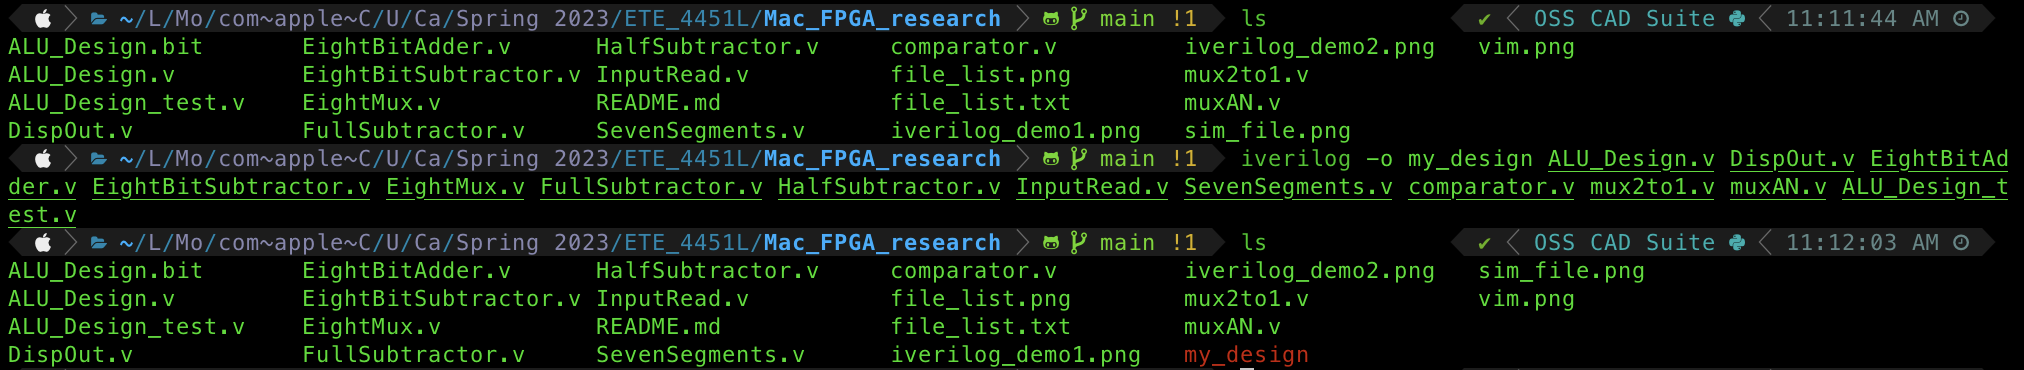 ~/L/Mo/com~apple~C/U/Ca/Spring 2023/ETE_4451L/Mac_FPGA_research main !1 ls ✔ OSS CAD Suite 11:11:44 AM
ALU_Design.bit EightBitAdder.v HalfSubtractor.v comparator.v iverilog_demo2.png vim.png
ALU_Design.v EightBitSubtractor.v InputRead.v file_list.png mux2to1.v
ALU_Design_test.v EightMux.v README.md file_list.txt muxAN.v
DispOut.v FullSubtractor.v SevenSegments.v iverilog_demo1.png sim_file.png
~/L/Mo/com~apple~C/U/Ca/Spring 2023/ETE_4451L/Mac_FPGA_research main !1 iverilog -o my_design ALU_Design.v DispOut.v EightBitAd
der.v EightBitSubtractor.v EightMux.v FullSubtractor.v HalfSubtractor.v InputRead.v SevenSegments.v comparator.v mux2to1.v muxAN.v ALU_Design_t
est.v
~/L/Mo/com~apple~C/U/Ca/Spring 2023/ETE_4451L/Mac_FPGA_research main !1 ls ✔ OSS CAD Suite 11:12:03 AM
ALU_Design.bit EightBitAdder.v HalfSubtractor.v comparator.v iverilog_demo2.png sim_file.png
ALU_Design.v EightBitSubtractor.v InputRead.v file_list.png mux2to1.v vim.png
ALU_Design_test.v EightMux.v README.md file_list.txt muxAN.v
DispOut.v FullSubtractor.v SevenSegments.v iverilog_demo1.png my_design